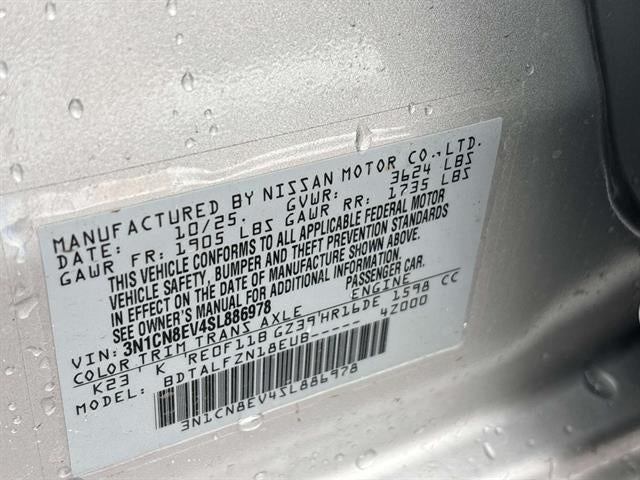 MANUFACTURED BY NISSAN MOTOR CO., LTD.
DATE: 10/25. GVWR: 3624 LBS
GAWR FR: 1905 LBS GAWR RR: 1735 LBS
THIS VEHICLE CONFORMS TO ALL APPLICABLE FEDERAL MOTOR
VEHICLE SAFETY, BUMPER AND THEFT PREVENTION STANDARDS
IN EFFECT ON THE DATE OF MANUFACTURE SHOWN ABOVE.
SEE OWNER'S MANUAL FOR ADDITIONAL INFORMATION.
VIN: 3N1CN8EV4SL886978 PASSENGER CAR.
COLOR TRIM TRANS AXLE ENGINE
K23 K RE0F11B GZ39 HR16DE 1598 CC
MODEL: BDTALFZN18EUB----- 4Z000
3N1CN8EV4SL886978